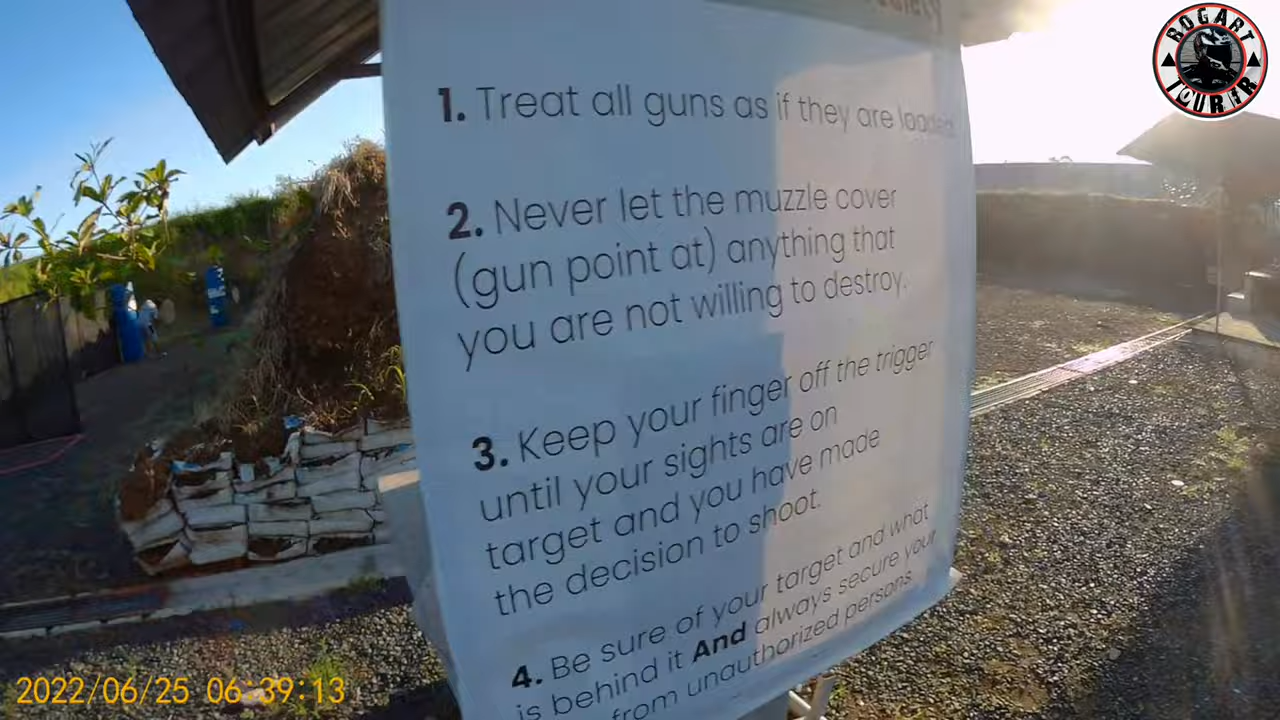 1. Treat all guns as if they are loaded
2. Never let the muzzle cover
(gun point at) anything that
you are not willing to destroy.
3. Keep your finger off the trigger
until your sights are on
target and you have made
the decision to shoot.
4. Be sure of your target and what
is behind it And always secure your
from unauthorized persons.
BOGART
TOUR FR
2022/06/25 06:39:13